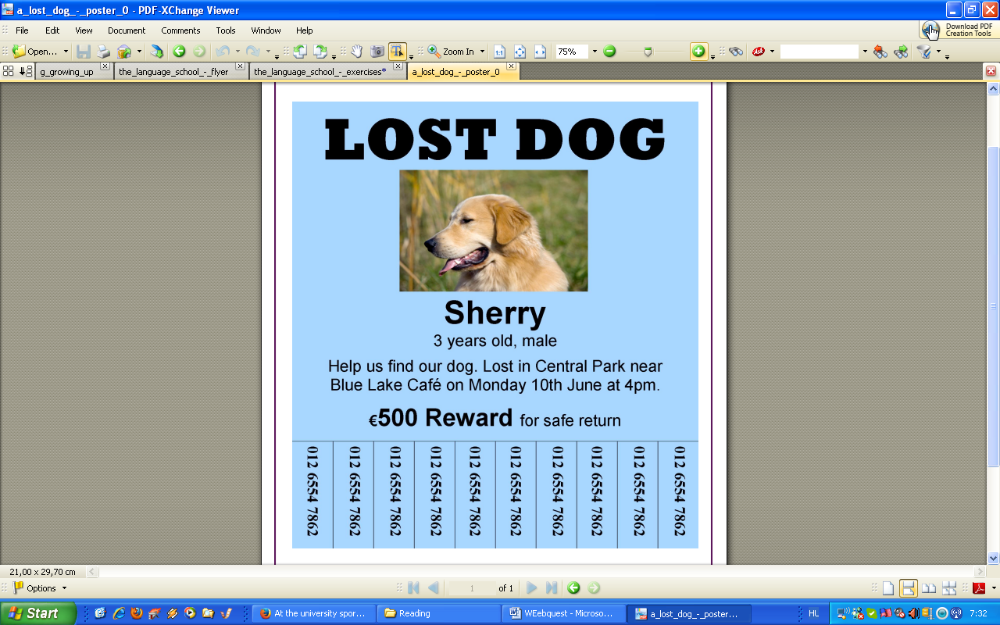 a_lost_dog_-_poster_0 - PDF-XChange Viewer
File Edit View Document Comments Tools Window Help
Download PDF
Creation Tools
Open... Zoom In 75%
g_growing_up the_language_school_-_flyer the_language_school_-_exercises* a_lost_dog_-_poster_0
LOST DOG
Sherry
3 years old, male
Help us find our dog. Lost in Central Park near
Blue Lake Café on Monday 10th June at 4pm.
€500 Reward for safe return
012 6554 7862
012 6554 7862
012 6554 7862
012 6554 7862
012 6554 7862
012 6554 7862
012 6554 7862
012 6554 7862
012 6554 7862
012 6554 7862
21,00 x 29,70 cm
Options 1 of 1
Start At the university spor... Reading WEebquest - Microso... a_lost_dog_-_poster... HU 7:32